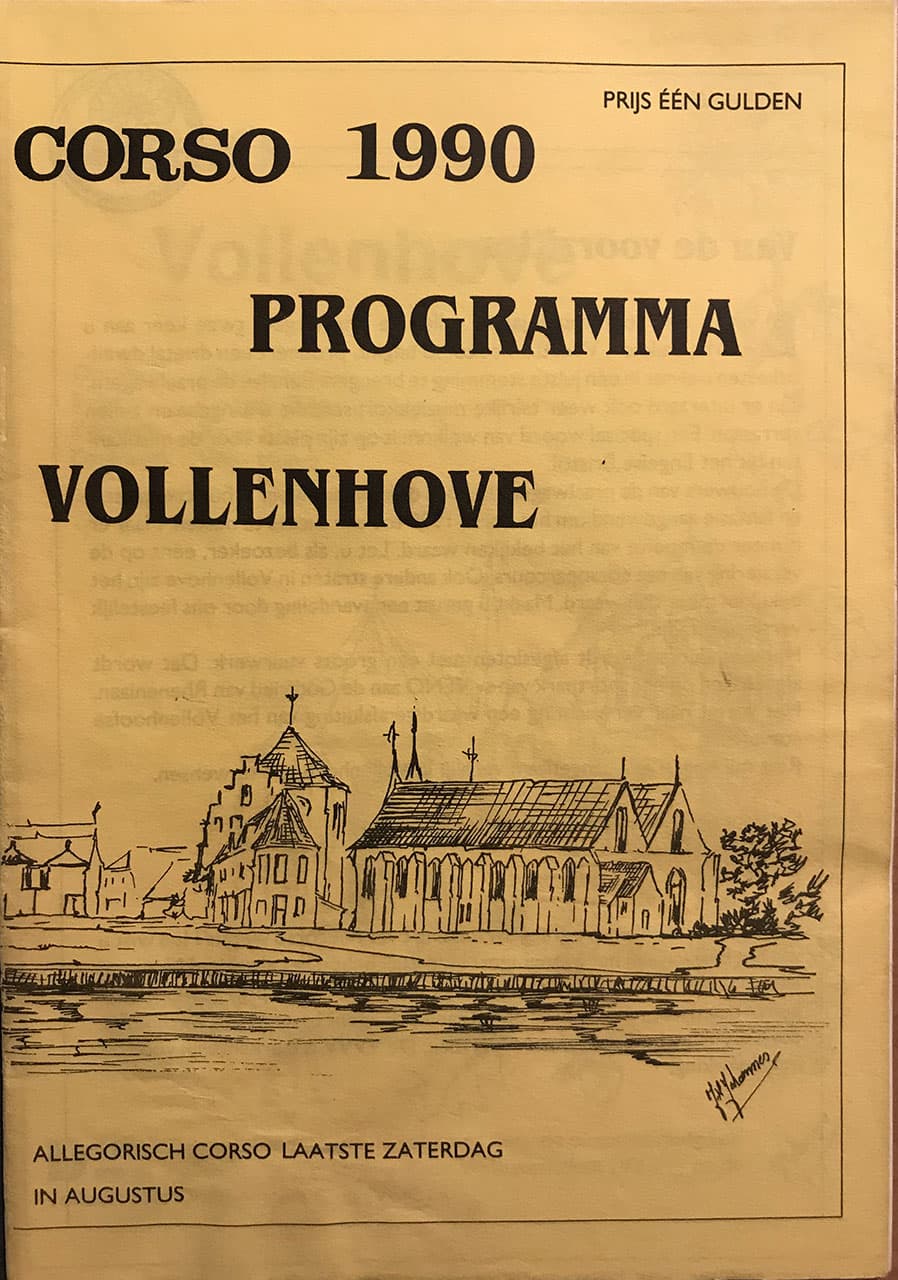 PRIJS ÉÉN GULDEN
CORSO 1990
PROGRAMMA
VOLLENHOVE
ALLEGORISCH CORSO LAATSTE ZATERDAG
IN AUGUSTUS